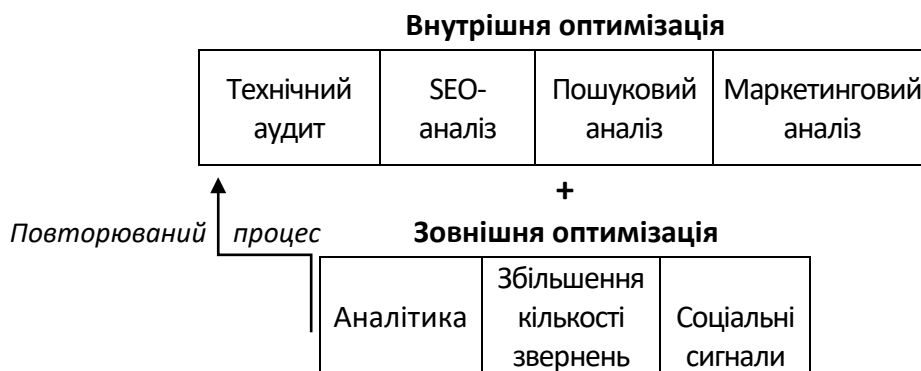 Внутрішня оптимізація
Технічний аудит
SEO-аналіз
Пошуковий аналіз
Маркетинговий аналіз
+
Повторюваний процес
Зовнішня оптимізація
Аналітика
Збільшення кількості звернень
Соціальні сигнали